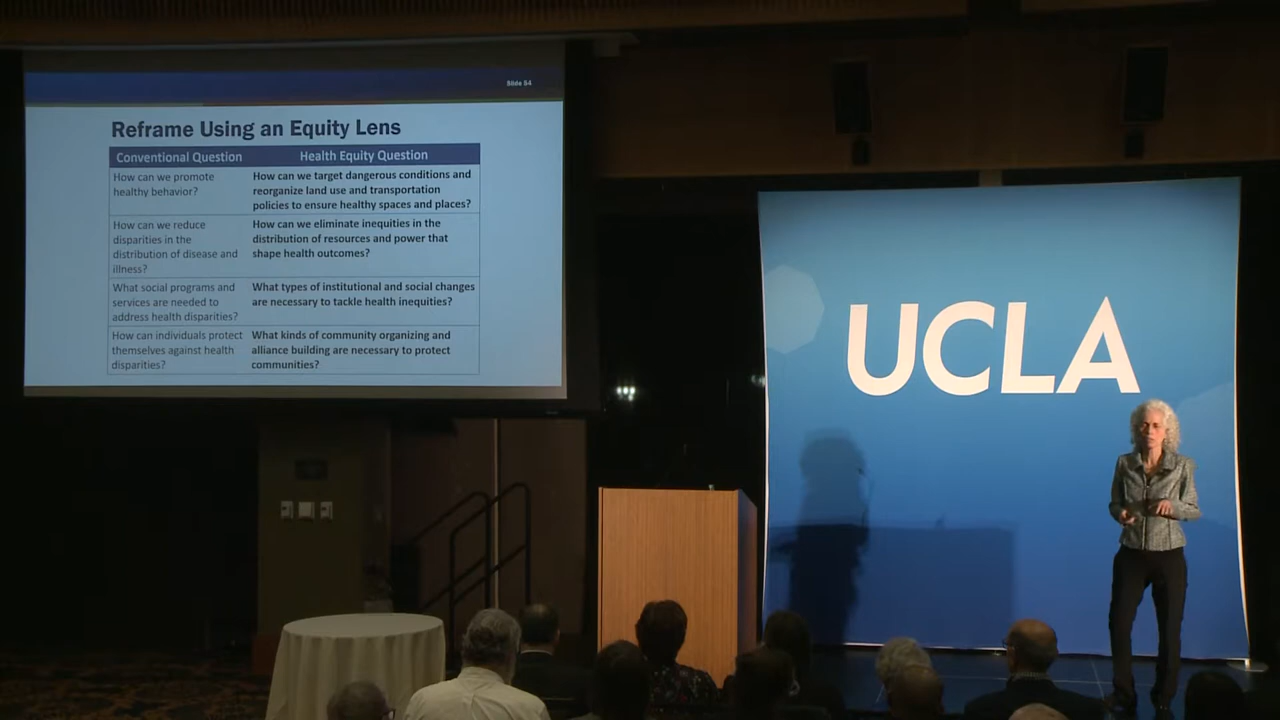 Slide 54
Reframe Using an Equity Lens
Conventional Question
Health Equity Question
How can we promote
healthy behavior?
How can we target dangerous conditions and
reorganize land use and transportation
policies to ensure healthy spaces and places?
How can we reduce
disparities in the
distribution of disease and
illness?
How can we eliminate inequities in the
distribution of resources and power that
shape health outcomes?
What social programs and
services are needed to
address health disparities?
What types of institutional and social changes
are necessary to tackle health inequities?
How can individuals protect
themselves against health
disparities?
What kinds of community organizing and
alliance building are necessary to protect
communities?
UCLA